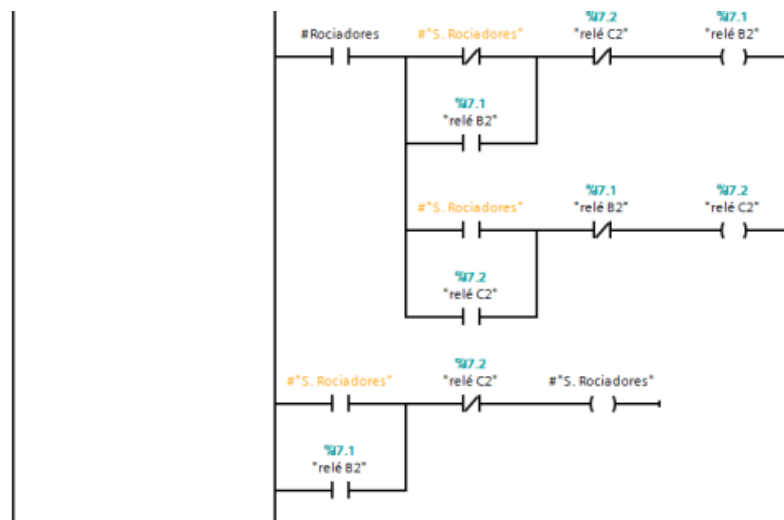 %I7.2 %I7.1
#Rociadores #"S. Rociadores" "relé C2" "relé B2"
%I7.1
"relé B2"
%I7.1 %I7.2
#"S. Rociadores" "relé B2" "relé C2"
%I7.2
"relé C2"
%I7.2
#"S. Rociadores" "relé C2" #"S. Rociadores"
%I7.1
"relé B2"